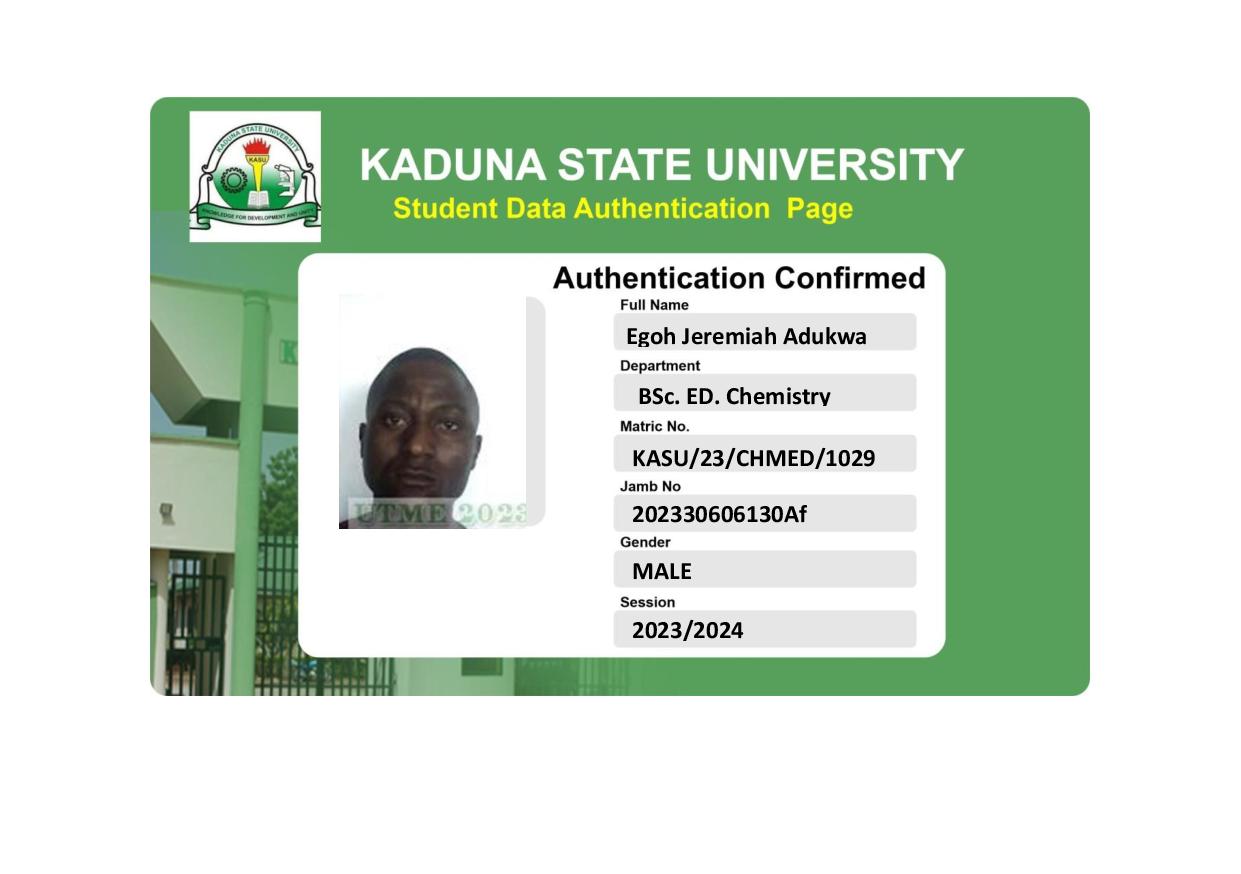 KADUNA STATE UNIVERSITY
KASU
KNOWLEDGE FOR DEVELOPMENT AND UNITY
KADUNA STATE UNIVERSITY
Student Data Authentication Page
Authentication Confirmed
Full Name
Egoh Jeremiah Adukwa
Department
BSc. ED. Chemistry
Matric No.
KASU/23/CHMED/1029
Jamb No
202330606130Af
Gender
MALE
Session
2023/2024
UTME 2023
K